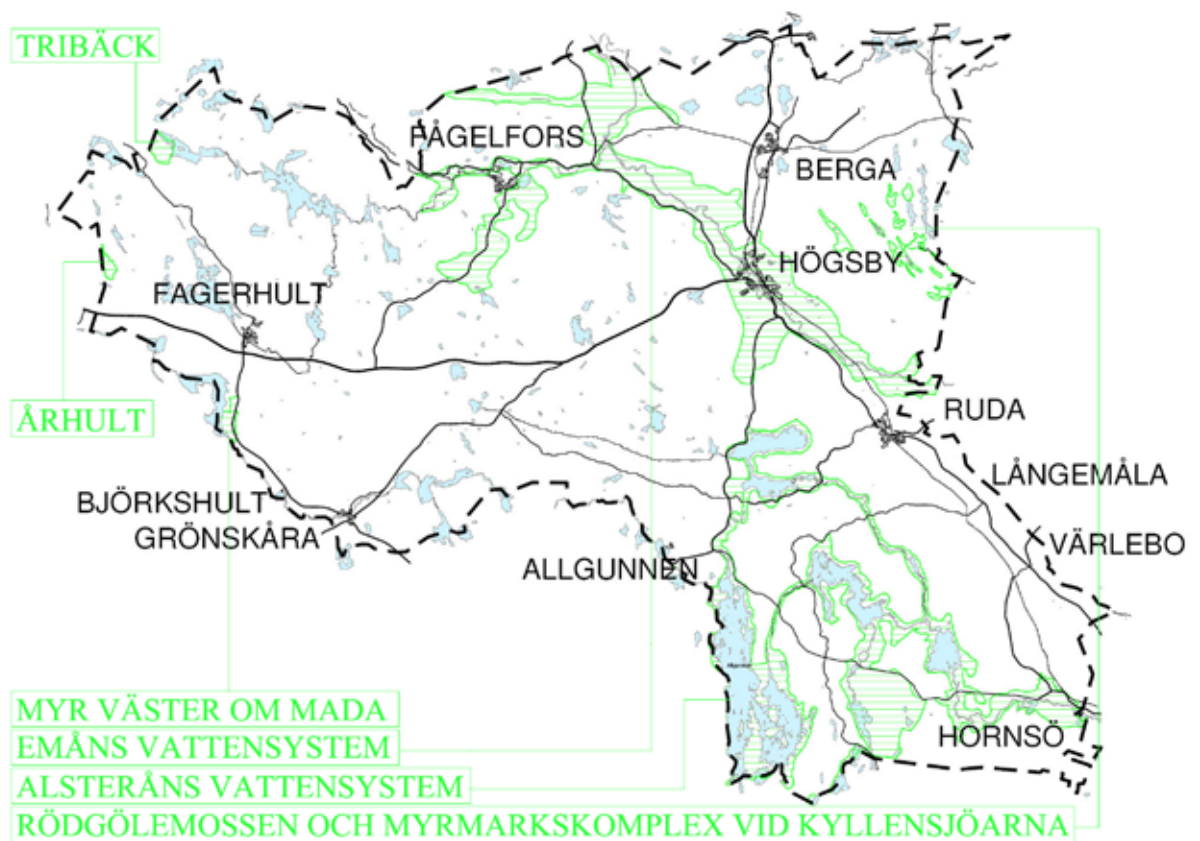 TRIBÄCK
FÅGELFORS
BERGA
HÖGSBY
FAGERHULT
ÅRHULT
RUDA
LÅNGEMÅLA
BJÖRKSHULT
GRÖNSKÅRA
VÄRLEBO
ALLGUNNEN
MYR VÄSTER OM MADA
EMÅNS VATTENSYSTEM
HORNSÖ
ALSTERÅNS VATTENSYSTEM
RÖDGÖLEMOSSEN OCH MYRMARKSKOMPLEX VID KYLLENSJÖARNA